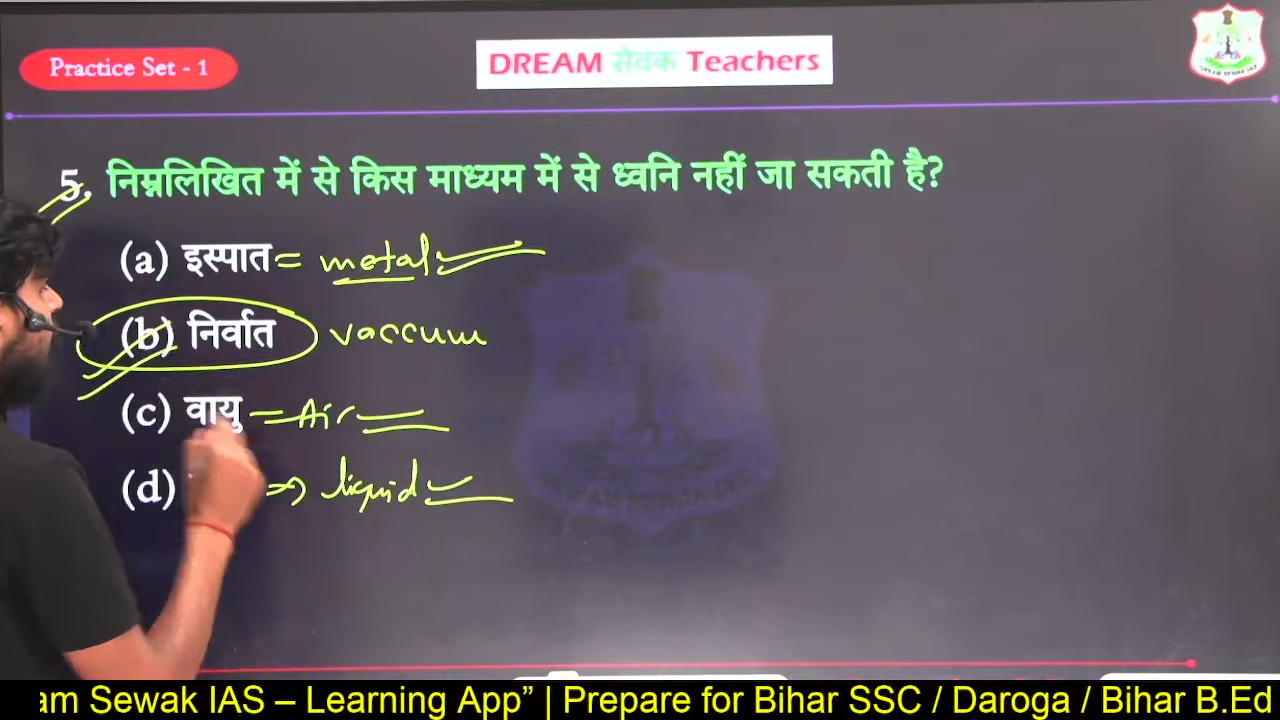 Practice Set - 1
DREAM सेवक Teachers
5. निम्नलिखित में से किस माध्यम में से ध्वनि नहीं जा सकती है?
(a) इस्पात = metal
(b) निर्वात vaccum
(c) वायु = Air
(d) ⇒ liquid
am Sewak IAS – Learning App” | Prepare for Bihar SSC / Daroga / Bihar B.Ed